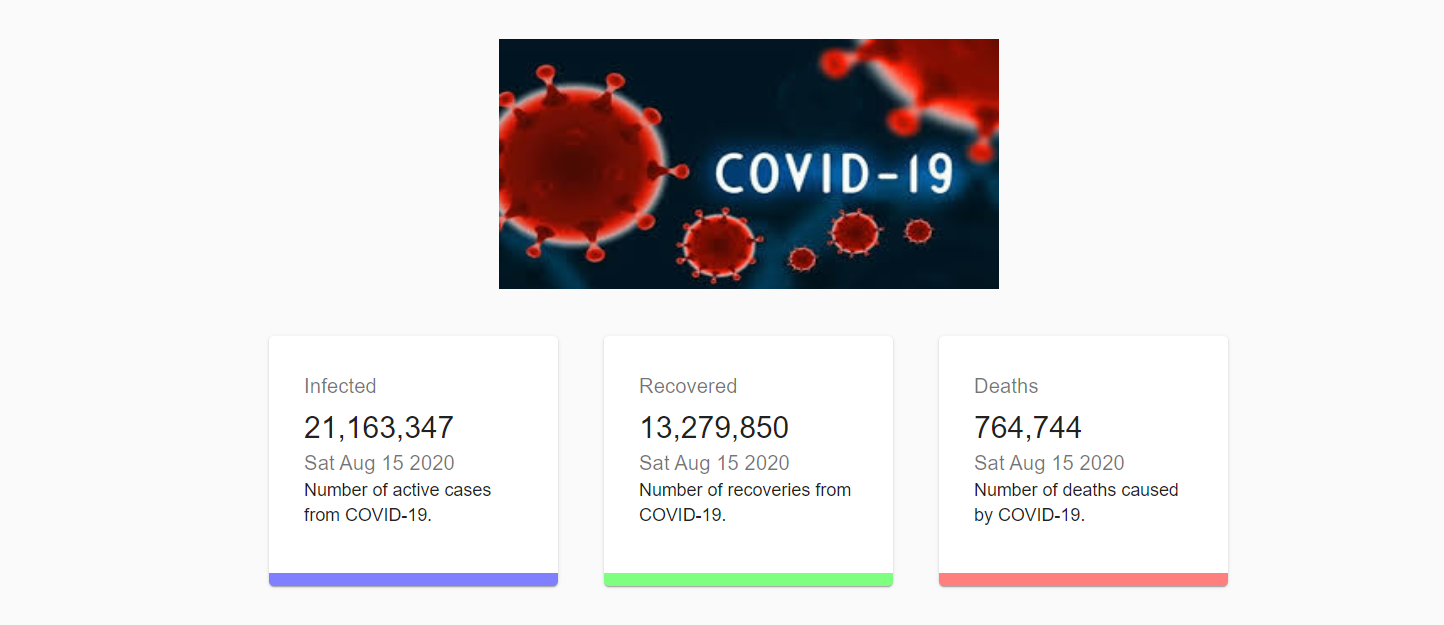 COVID-19
Infected
21,163,347
Sat Aug 15 2020
Number of active cases
from COVID-19.
Recovered
13,279,850
Sat Aug 15 2020
Number of recoveries from
COVID-19.
Deaths
764,744
Sat Aug 15 2020
Number of deaths caused
by COVID-19.